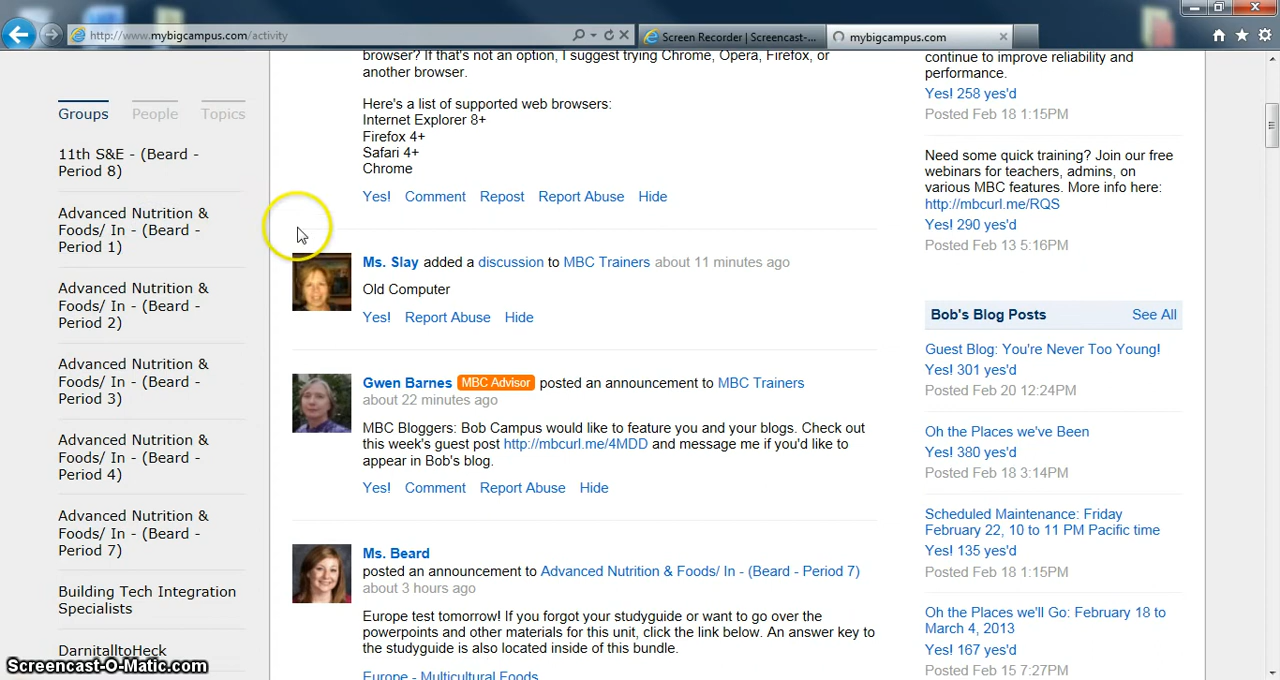 http://www.mybigcampus.com/activity
Screen Recorder | Screencast-...
mybigcampus.com
Groups
People
Topics
11th S&E - (Beard -
Period 8)
Advanced Nutrition &
Foods/ In - (Beard -
Period 1)
Advanced Nutrition &
Foods/ In - (Beard -
Period 2)
Advanced Nutrition &
Foods/ In - (Beard -
Period 3)
Advanced Nutrition &
Foods/ In - (Beard -
Period 4)
Advanced Nutrition &
Foods/ In - (Beard -
Period 7)
Building Tech Integration
Specialists
DarnitalltoHeck
browser? If that's not an option, I suggest trying Chrome, Opera, Firefox, or
another browser.
Here's a list of supported web browsers:
Internet Explorer 8+
Firefox 4+
Safari 4+
Chrome
Yes! Comment Repost Report Abuse Hide
Ms. Slay added a discussion to MBC Trainers about 11 minutes ago
Old Computer
Yes! Report Abuse Hide
Gwen Barnes MBC Advisor posted an announcement to MBC Trainers
about 22 minutes ago
MBC Bloggers: Bob Campus would like to feature you and your blogs. Check out
this week's guest post http://mbcurl.me/4MDD and message me if you'd like to
appear in Bob's blog.
Yes! Comment Report Abuse Hide
Ms. Beard
posted an announcement to Advanced Nutrition & Foods/ In - (Beard - Period 7)
about 3 hours ago
Europe test tomorrow! If you forgot your studyguide or want to go over the
powerpoints and other materials for this unit, click the link below. An answer key to
the studyguide is also located inside of this bundle.
Europe - Multicultural Foods
continue to improve reliability and
performance.
Yes! 258 yes'd
Posted Feb 18 1:15PM
Need some quick training? Join our free
webinars for teachers, admins, on
various MBC features. More info here:
http://mbcurl.me/RQS
Yes! 290 yes'd
Posted Feb 13 5:16PM
Bob's Blog Posts
See All
Guest Blog: You're Never Too Young!
Yes! 301 yes'd
Posted Feb 20 12:24PM
Oh the Places we've Been
Yes! 380 yes'd
Posted Feb 18 3:14PM
Scheduled Maintenance: Friday
February 22, 10 to 11 PM Pacific time
Yes! 135 yes'd
Posted Feb 18 1:15PM
Oh the Places we'll Go: February 18 to
March 4, 2013
Yes! 167 yes'd
Posted Feb 15 7:27PM
Screencast-O-Matic.com